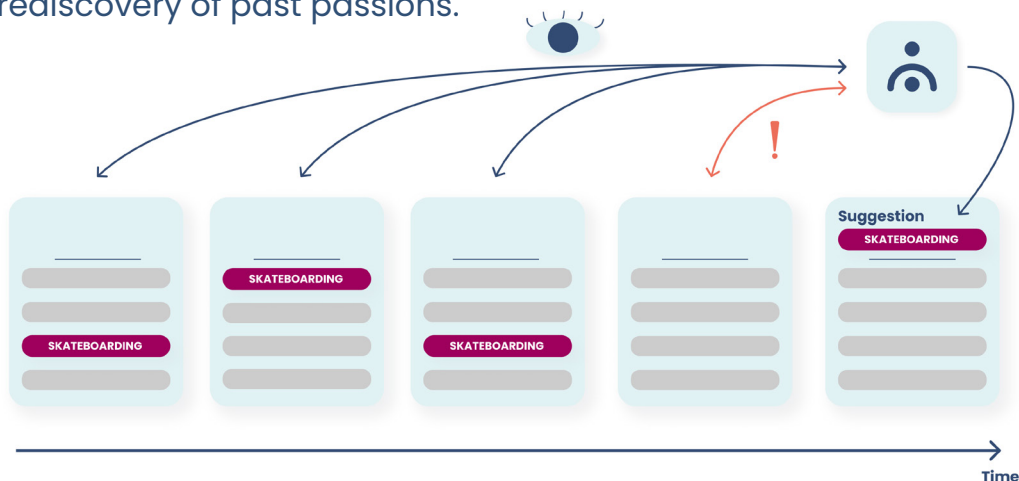 rediscovery of past passions.
!
Suggestion
SKATEBOARDING
SKATEBOARDING
SKATEBOARDING
SKATEBOARDING
Time